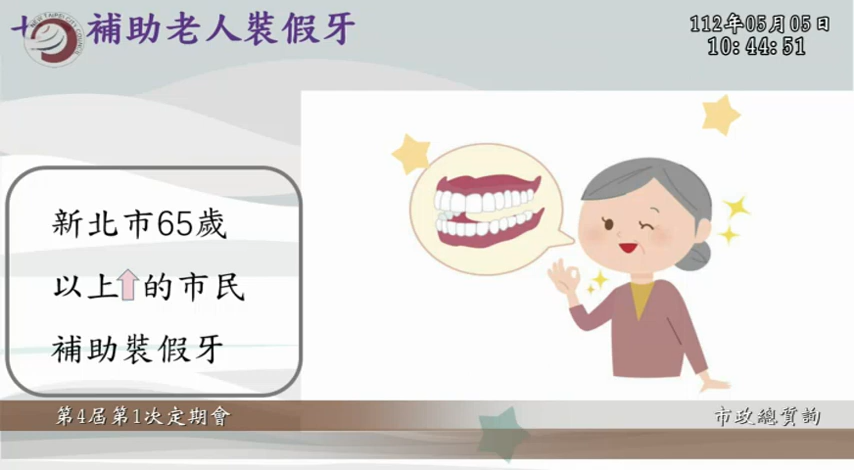 十
補助老人裝假牙
112年05月05日
10:44:51
新北市65歲
以上的市民
補助裝假牙
第4屆第1次定期會
市政總質詢